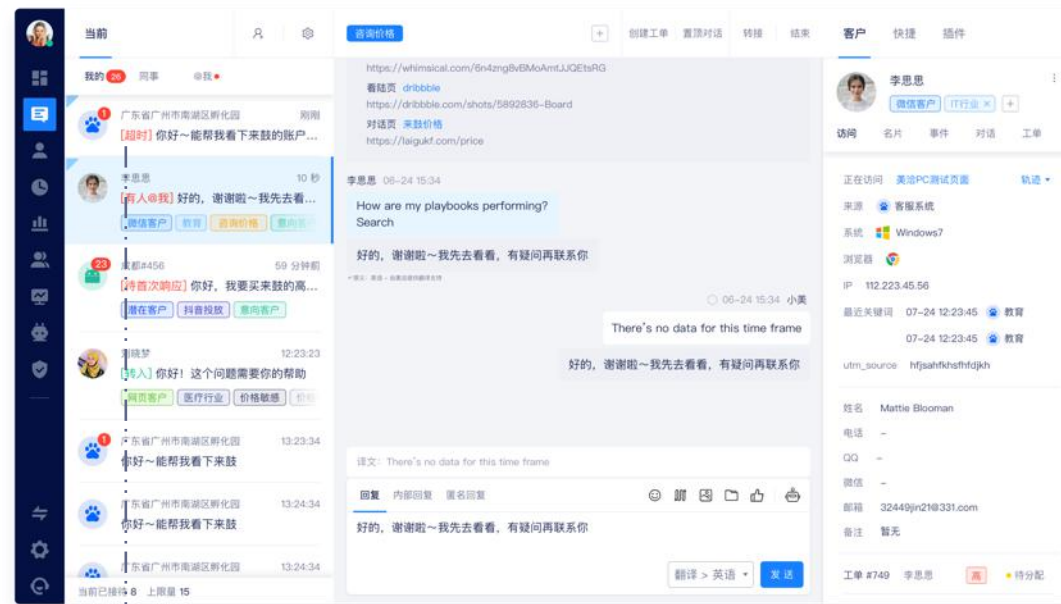 当前
我的 26 同事 @我
1
广东省广州市南湖区孵化园 刚刚
[超时] 你好～能帮我看下来鼓的账户...
李思思 10 秒
[有人@我] 好的，谢谢啦～我先去看...
微信客户 教育 咨询价格 意向客户
23
成都#456 59 分钟前
[待首次响应] 你好，我要买来鼓的高...
潜在客户 抖音投放 意向客户
刘晓梦 12:23:23
[转入] 你好！这个问题需要你的帮助
网页客户 医疗行业 价格敏感
1
广东省广州市南湖区孵化园 13:23:34
你好～能帮我看下来鼓
广东省广州市南湖区孵化园 13:24:34
你好～能帮我看下来鼓
广东省广州市南湖区孵化园 13:24:34
当前已接待 8 上限量 15
咨询价格 + 创建工单 置顶对话 转接 结束
https://whimsical.com/6n4zng8vBMoAmtJJQEtsRG
着陆页 dribbble
https://dribbble.com/shots/5892836-Board
对话页 来鼓价格
https://laigukf.com/price
李思思 06-24 15:34
How are my playbooks performing?
Search
好的，谢谢啦～我先去看看，有疑问再联系你
06-24 15:34 小美
There's no data for this time frame
好的，谢谢啦～我先去看看，有疑问再联系你
译文：There's no data for this time frame
回复 内部回复 匿名回复
好的，谢谢啦～我先去看看，有疑问再联系你
翻译 > 英语 发送
客户 快捷 插件
李思思
微信客户 IT行业 × +
访问 名片 事件 对话 工单
正在访问 美洽PC测试页面 轨迹
来源 客服系统
系统 Windows7
浏览器
IP 112.223.45.56
最近关键词 07-24 12:23:45 教育
07-24 12:23:45 教育
utm_source hfjsahfkhsfhfdjkh
姓名 Mattie Blooman
电话 -
QQ -
微信 -
邮箱 32449jin21@331.com
备注 暂无
工单 #749 李思思 高 待分配